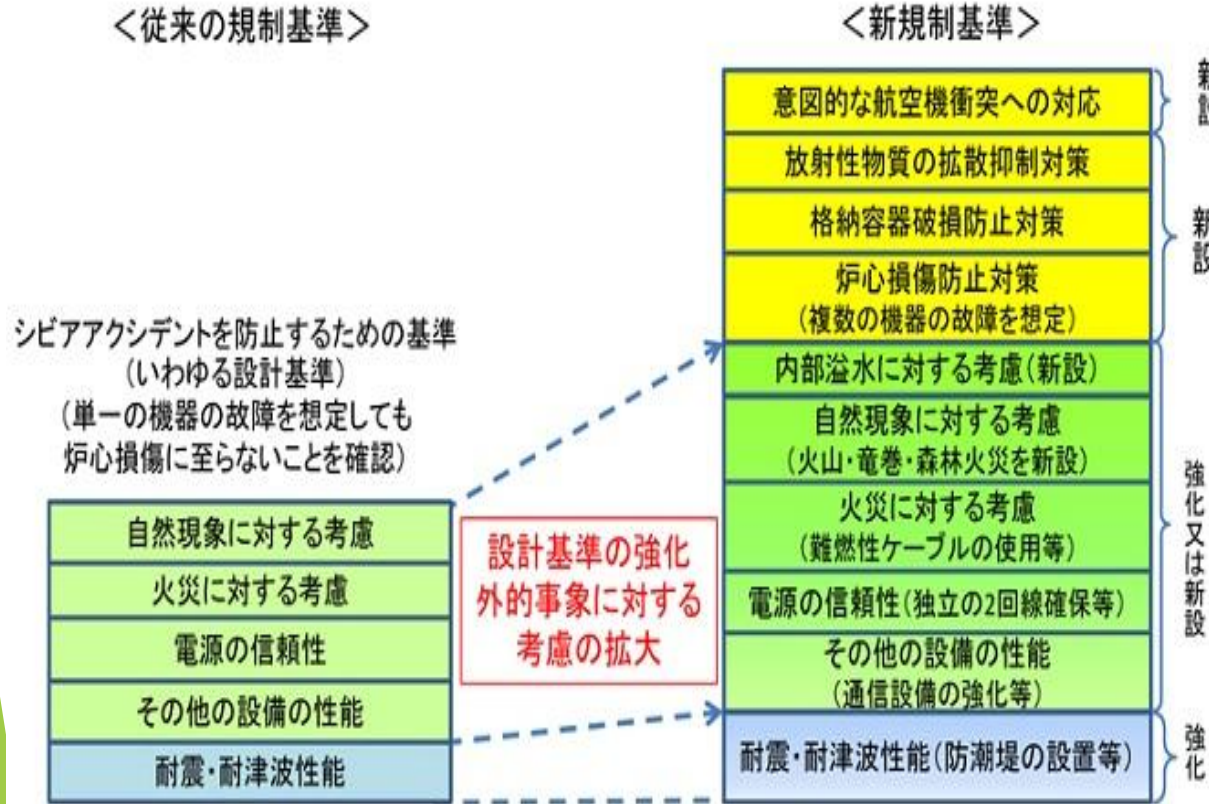 <従来の規制基準>
シビアアクシデントを防止するための基準
(いわゆる設計基準)
(単一の機器の故障を想定しても
炉心損傷に至らないことを確認)
自然現象に対する考慮
火災に対する考慮
電源の信頼性
その他の設備の性能
耐震・耐津波性能
設計基準の強化
外的事象に対する
考慮の拡大
<新規制基準>
意図的な航空機衝突への対応
放射性物質の拡散抑制対策
格納容器破損防止対策
炉心損傷防止対策
(複数の機器の故障を想定)
内部溢水に対する考慮(新設)
自然現象に対する考慮
(火山・竜巻・森林火災を新設)
火災に対する考慮
(難燃性ケーブルの使用等)
電源の信頼性(独立の2回線確保等)
その他の設備の性能
(通信設備の強化等)
耐震・耐津波性能(防潮堤の設置等)
新設
新設
強化又は新設
強化